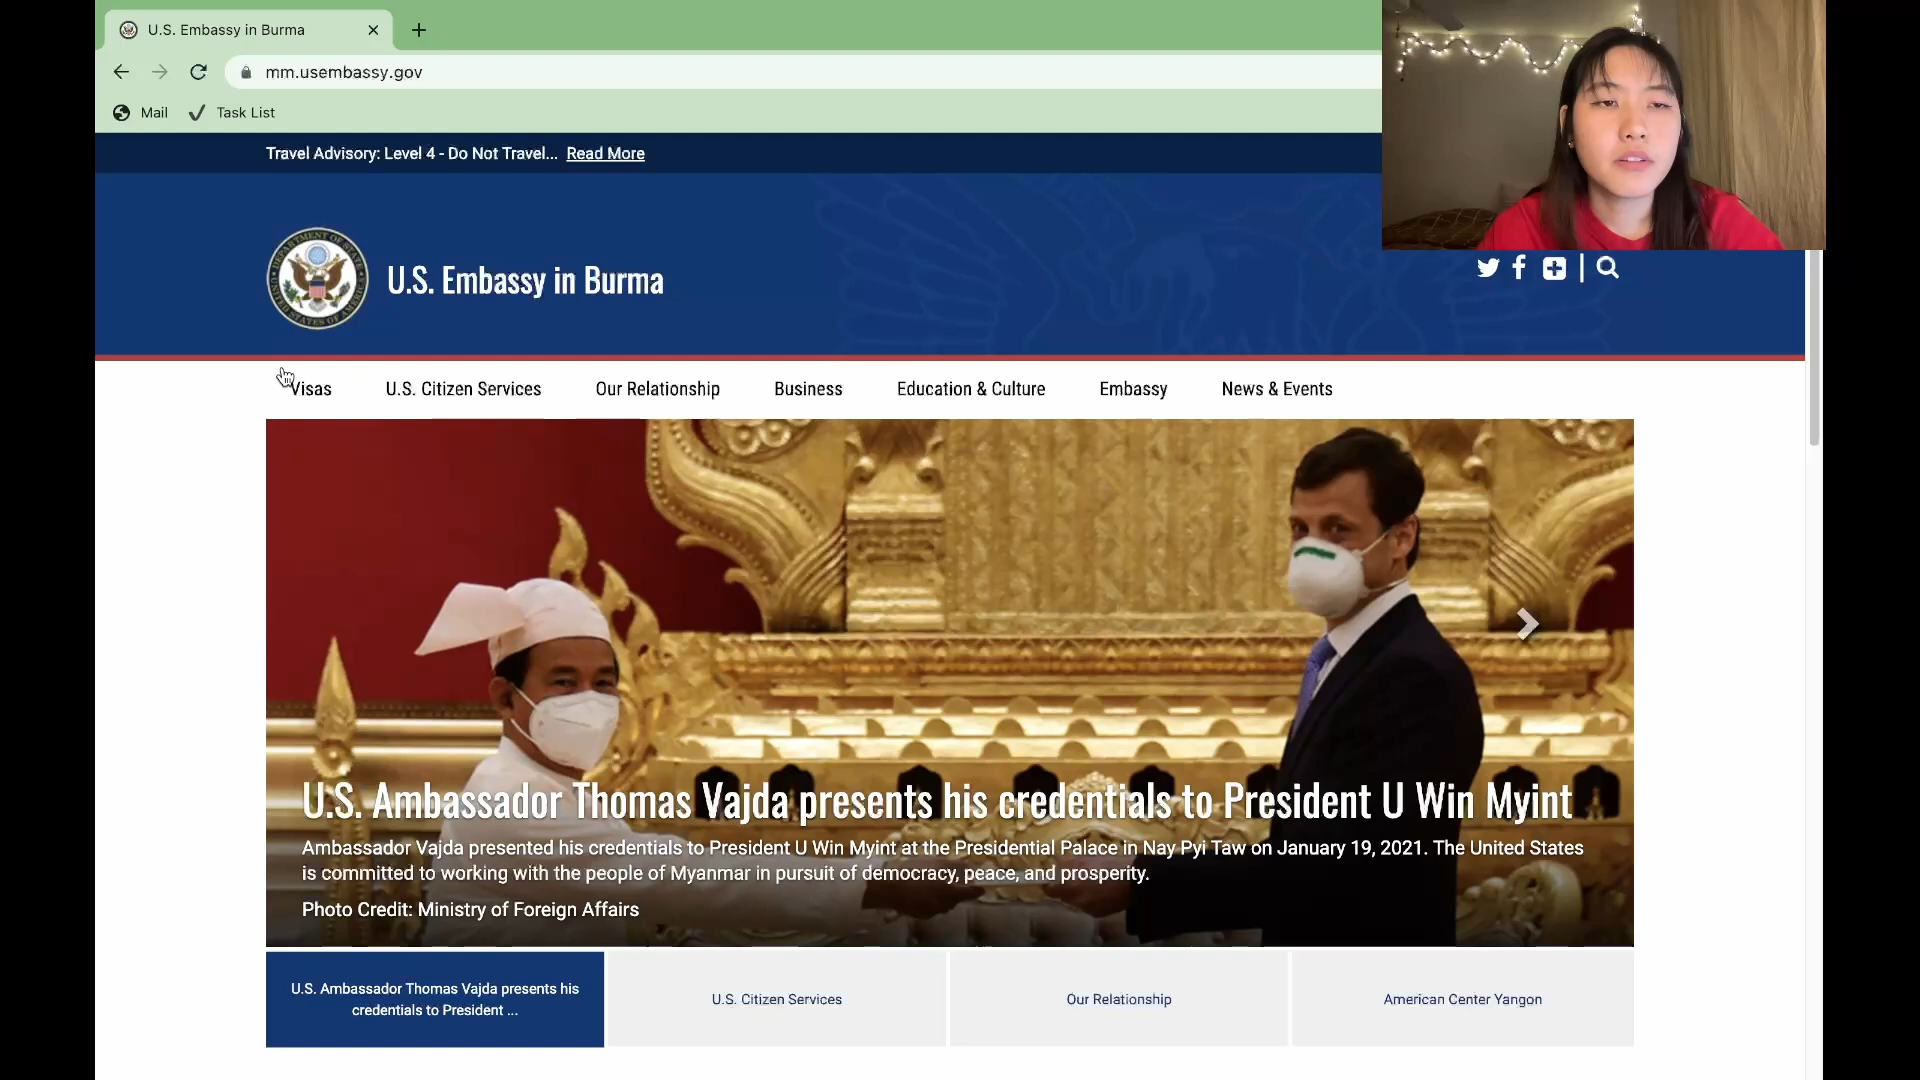 U.S. Embassy in Burma
mm.usembassy.gov
Mail
Task List
Travel Advisory: Level 4 - Do Not Travel... Read More
U.S. Embassy in Burma
Visas
U.S. Citizen Services
Our Relationship
Business
Education & Culture
Embassy
News & Events
U.S. Ambassador Thomas Vajda presents his credentials to President U Win Myint
Ambassador Vajda presented his credentials to President U Win Myint at the Presidential Palace in Nay Pyi Taw on January 19, 2021. The United States
is committed to working with the people of Myanmar in pursuit of democracy, peace, and prosperity.
Photo Credit: Ministry of Foreign Affairs
U.S. Ambassador Thomas Vajda presents his
credentials to President ...
U.S. Citizen Services
Our Relationship
American Center Yangon